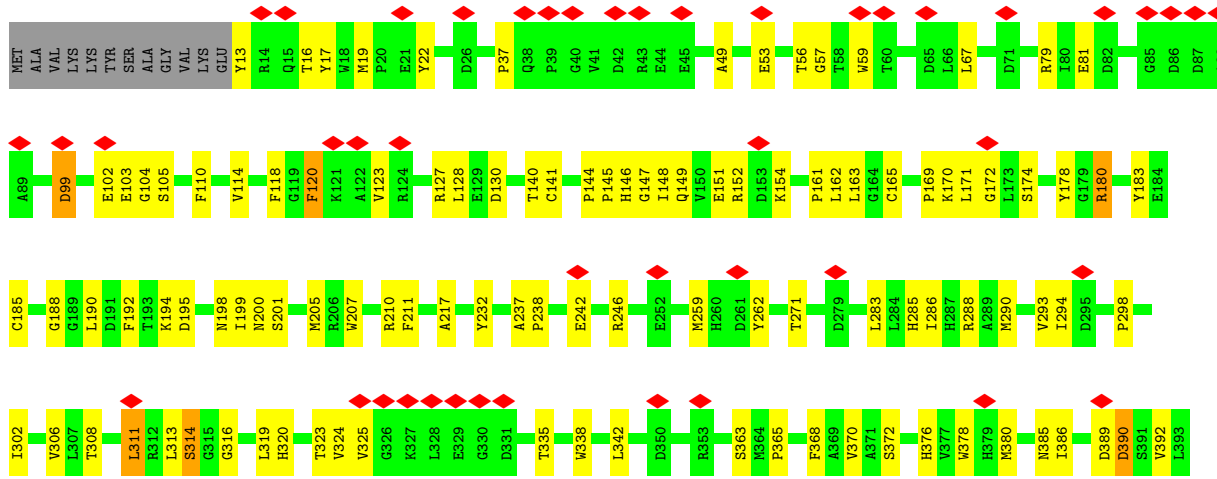 MET ALA VAL LYS LYS TYR SER ALA GLY VAL LYS GLU Y13 R14 Q15 T16 Y17 W18 M19 P20 E21 Y22 D26 P37 Q38 P39 G40 V41 D42 R43 E44 E45 A49 E53 T56 G57 T58 W59 T60 D65 L66 L67 D71 R79 I80 E81 D82 G85 D86 D87
A89 D99 E102 E103 G104 S105 F110 V114 F118 G119 F120 K121 A122 V123 R124 R127 L128 E129 D130 T140 C141 P144 P145 H146 G147 I148 Q149 V150 E151 R152 D153 K154 P161 L162 L163 G164 C165 P169 K170 L171 G172 L173 S174 Y178 G179 R180 Y183 E184
C185 G188 G189 L190 D191 F192 T193 K194 D195 N198 I199 N200 S201 M205 R206 W207 R210 F211 A217 Y232 A237 P238 E242 R246 E252 M259 H260 D261 Y262 T271 D279 L283 L284 H285 I286 H287 R288 A289 M290 V293 I294 D295 P298
I302 V306 L307 T308 L311 R312 L313 S314 G315 G316 L319 H320 T323 V324 V325 G326 K327 L328 E329 G330 D331 T335 W338 L342 D350 R353 S363 M364 P365 F368 A369 V370 A371 S372 H376 V377 W378 H379 M380 N385 I386 D389 D390 S391 V392 L393